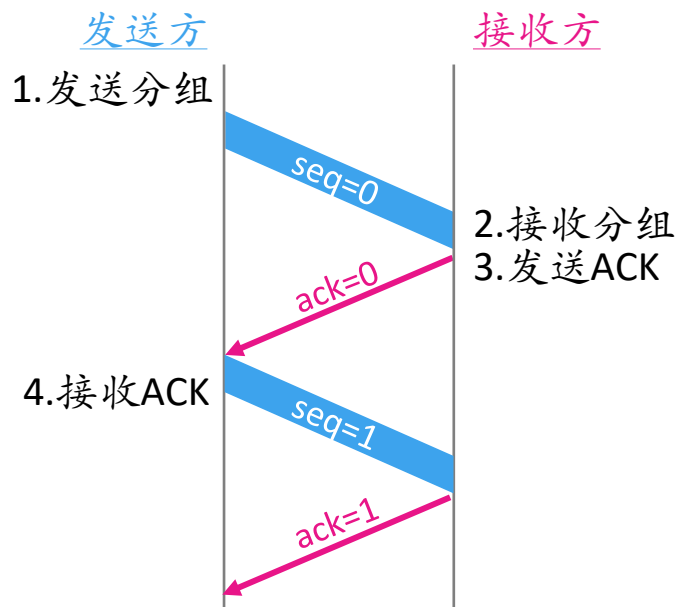 发送方
接收方
1.发送分组
seq=0
2.接收分组
3.发送ACK
ack=0
4.接收ACK
seq=1
ack=1